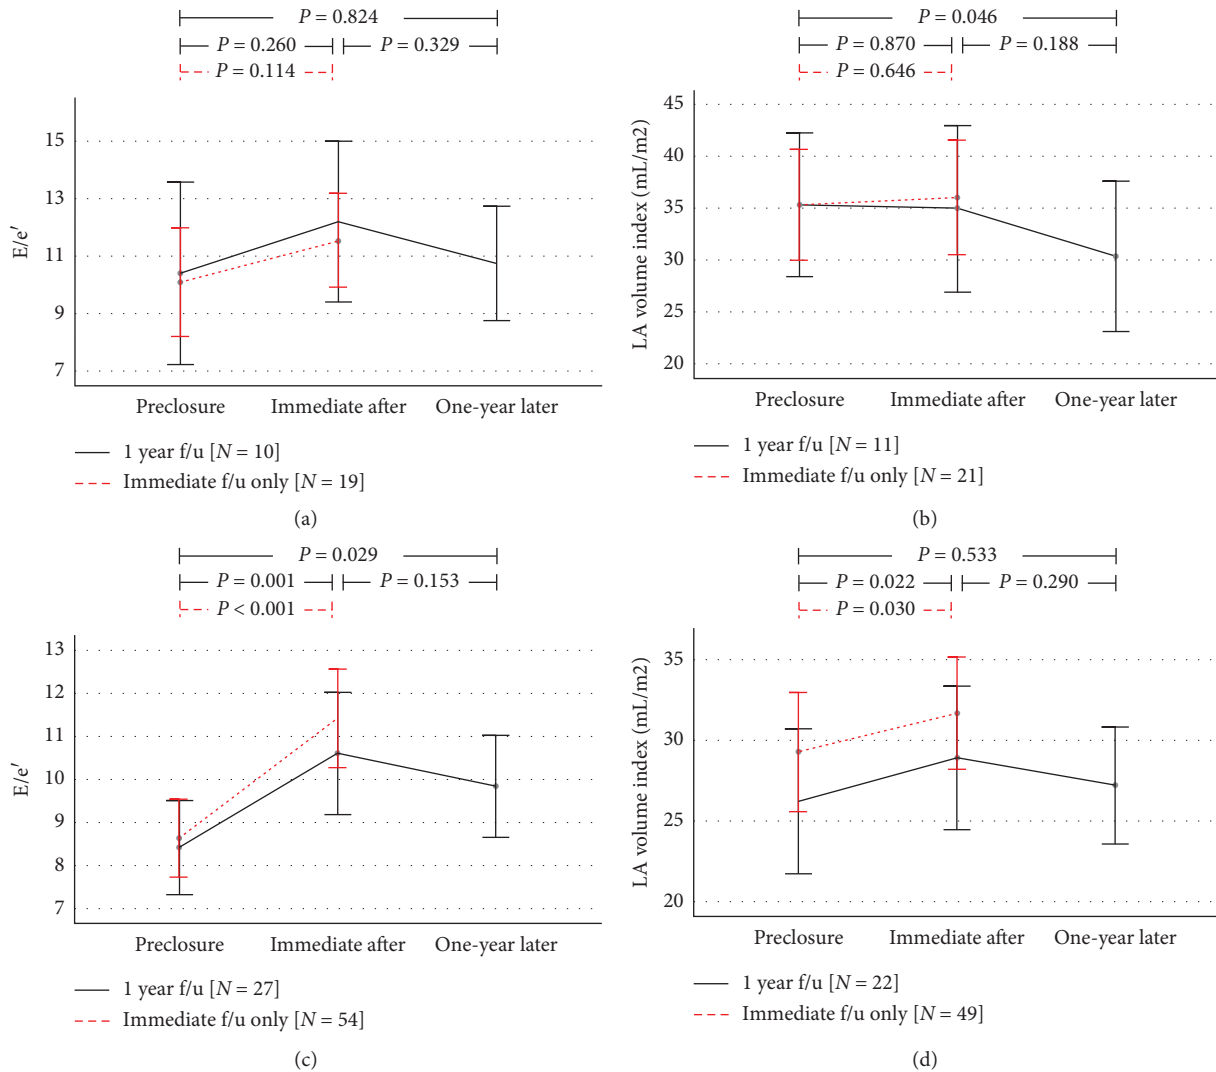 P = 0.824
P = 0.260
P = 0.329
P = 0.114
E/e′
15
13
11
9
7
Preclosure
Immediate after
One-year later
1 year f/u [N = 10]
Immediate f/u only [N = 19]
(a)
P = 0.046
P = 0.870
P = 0.188
P = 0.646
LA volume index (mL/m2)
45
40
35
30
25
20
Preclosure
Immediate after
One-year later
1 year f/u [N = 11]
Immediate f/u only [N = 21]
(b)
P = 0.029
P = 0.001
P = 0.153
P < 0.001
E/e′
13
12
11
10
9
8
7
Preclosure
Immediate after
One-year later
1 year f/u [N = 27]
Immediate f/u only [N = 54]
(c)
P = 0.533
P = 0.022
P = 0.290
P = 0.030
LA volume index (mL/m2)
35
30
25
20
Preclosure
Immediate after
One-year later
1 year f/u [N = 22]
Immediate f/u only [N = 49]
(d)